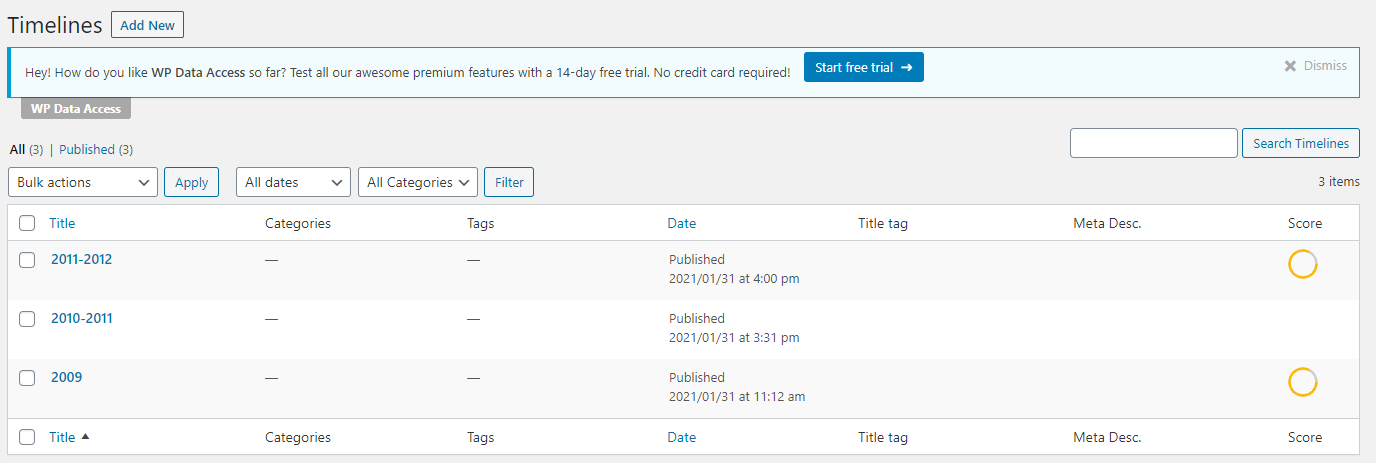 Timelines Add New
Hey! How do you like WP Data Access so far? Test all our awesome premium features with a 14-day free trial. No credit card required! Start free trial → Dismiss
WP Data Access
All (3) | Published (3)
Search Timelines
Bulk actions Apply All dates All Categories Filter 3 items
Title Categories Tags Date Title tag Meta Desc. Score
2011-2012 — — Published
2021/01/31 at 4:00 pm
2010-2011 — — Published
2021/01/31 at 3:31 pm
2009 — — Published
2021/01/31 at 11:12 am
Title Categories Tags Date Title tag Meta Desc. Score